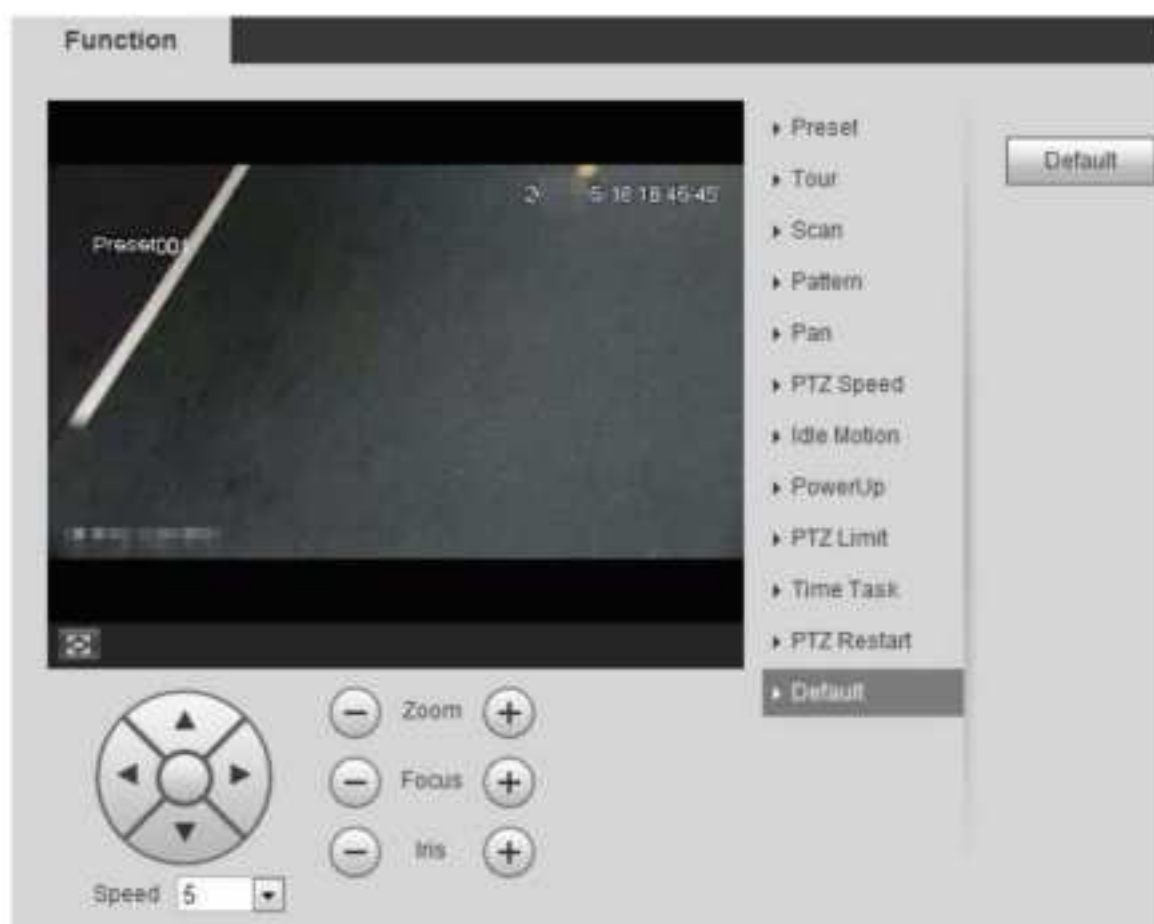 Function
Preset001
Preset
Tour
Scan
Pattern
Pan
PTZ Speed
Idle Motion
PowerUp
PTZ Limit
Time Task
PTZ Restart
Default
Default
Zoom
Focus
Iris
Speed 5